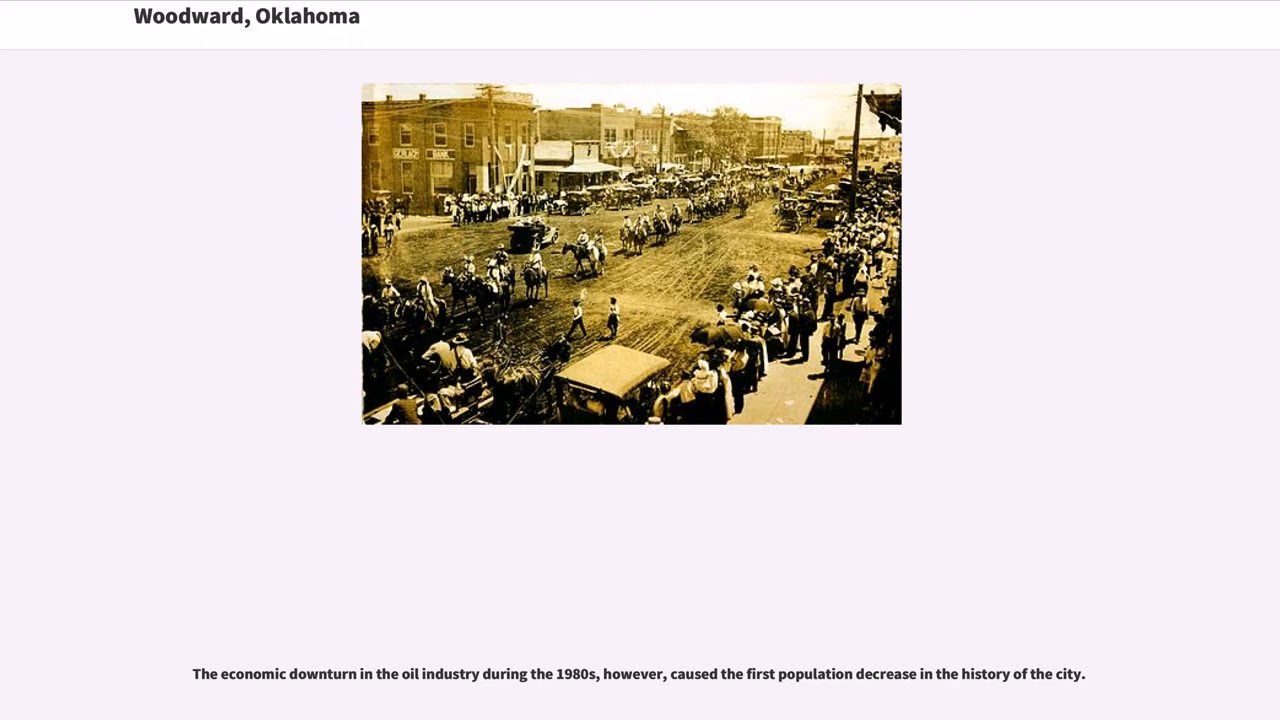 Woodward, Oklahoma
BANK
The economic downturn in the oil industry during the 1980s, however, caused the first population decrease in the history of the city.